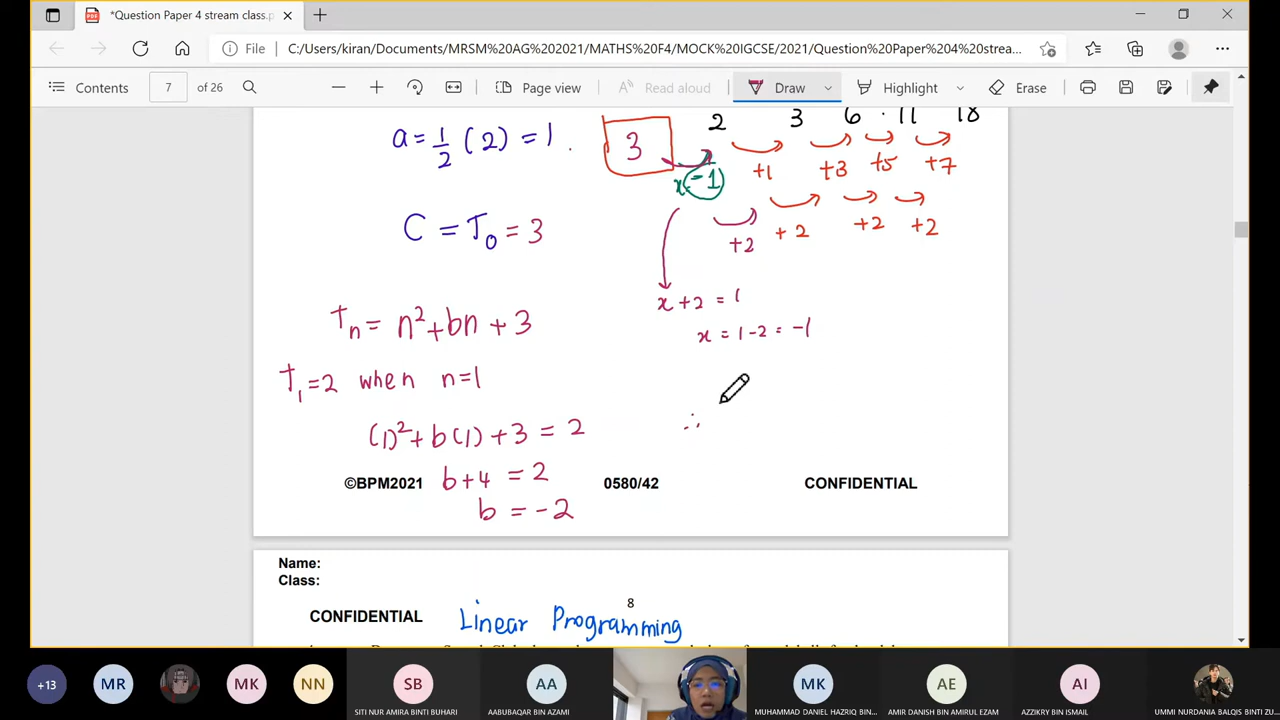 *Question Paper 4 stream class.p
File C:/Users/kiran/Documents/MRSM%20AG%202021/MATHS%20F4/MOCK%20IGCSE/2021/Question%20Paper%204%20strea...
Contents 7 of 26 Page view Read aloud Draw Highlight Erase
2 3 6 11 18
a = 1/2 (2) = 1 .
3
x = -1
+1 +3 +5 +7
+2 +2 +2 +2
C = T0 = 3
x + 2 = 1
x = 1 - 2 = -1
Tn = n² + bn + 3
T1 = 2 when n = 1
(1)² + b(1) + 3 = 2
∴
b + 4 = 2
b = -2
©BPM2021 0580/42 CONFIDENTIAL
Name:
Class:
8
CONFIDENTIAL Linear Programming
+13 MR MK NN SB AA MK AE AI
SITI NUR AMIRA BINTI BUHARI AABUBAQAR BIN AZAMI MUHAMMAD DANIEL HAZRIQ BIN... AMIR DANISH BIN AMIRUL EZAM AZZIKRY BIN ISMAIL UMMI NURDANIA BALQIS BINTI ZU...